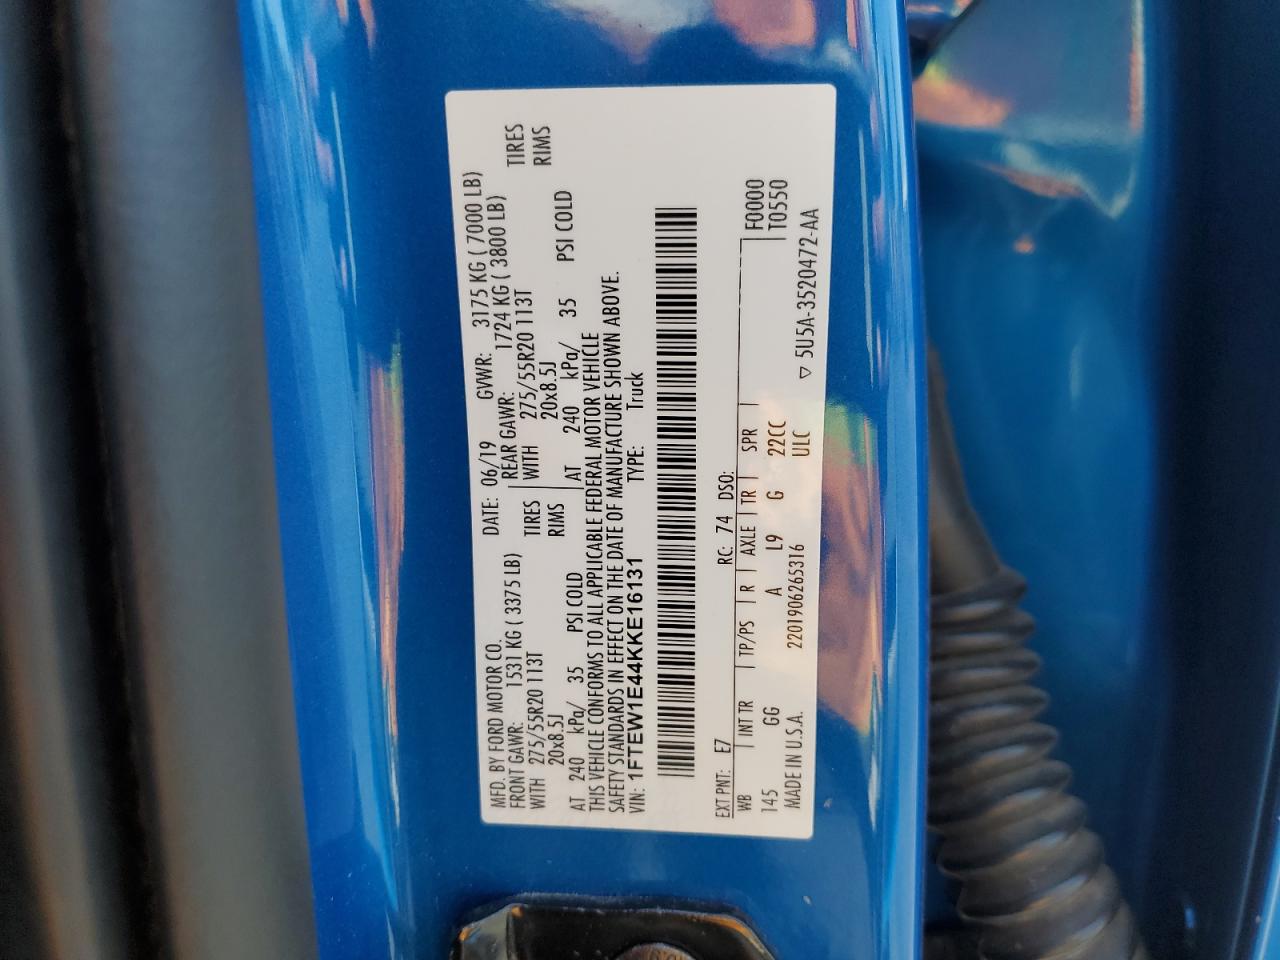 MFD. BY FORD MOTOR CO. DATE: 06/19 GVWR: 3175 KG ( 7000 LB)
FRONT GAWR: 1531 KG ( 3375 LB) REAR GAWR: 1724 KG ( 3800 LB)
WITH 275/55R20 113T TIRES WITH 275/55R20 113T TIRES
20x8.5J RIMS 20x8.5J RIMS
AT 240 kPa/ 35 PSI COLD AT 240 kPa/ 35 PSI COLD
THIS VEHICLE CONFORMS TO ALL APPLICABLE FEDERAL MOTOR VEHICLE
SAFETY STANDARDS IN EFFECT ON THE DATE OF MANUFACTURE SHOWN ABOVE.
VIN: 1FTEW1E44KKE16131 TYPE: Truck
EXT PNT: E7 RC: 74 DSO: F0000
WB INT TR TP/PS R AXLE TR SPR T0550
145 GG A L9 G 22CC
MADE IN U.S.A. 2201906265316 ULC ▽ 5U5A-3520472-AA